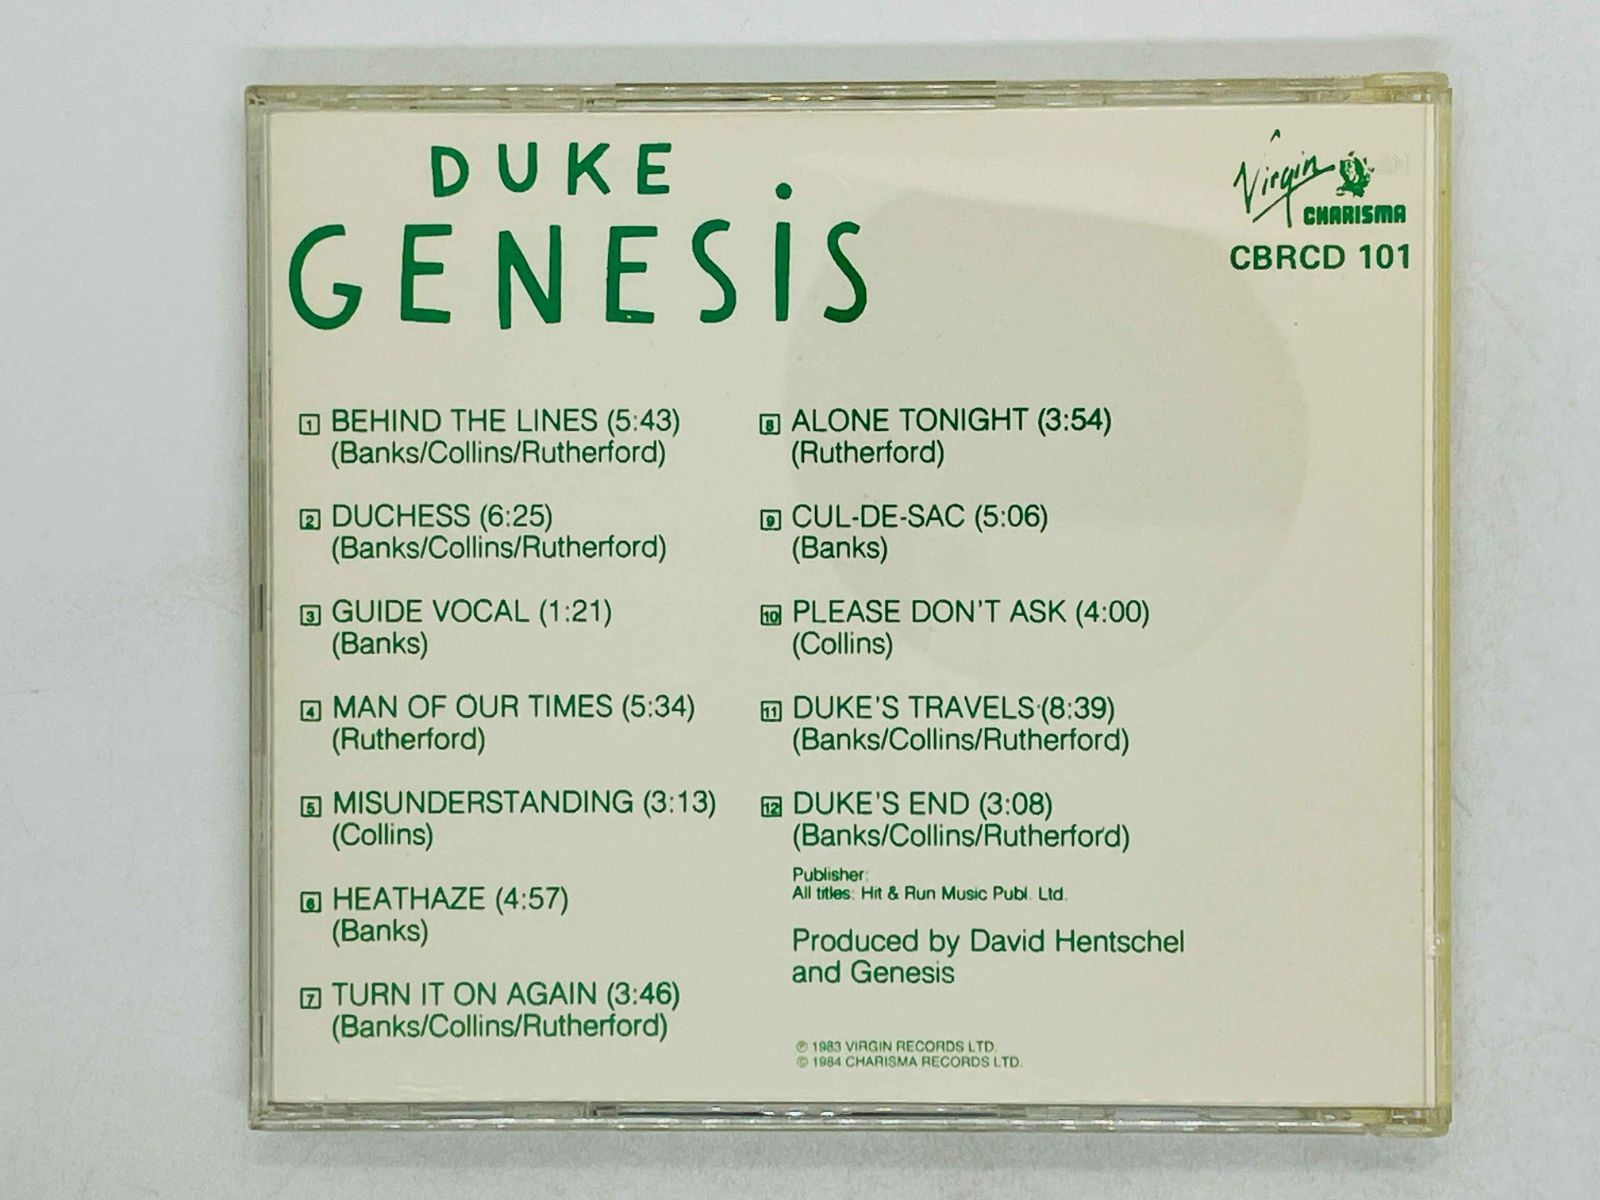 DUKE
GENESIS
Virgin
CHARISMA
CBRCD 101
1 BEHIND THE LINES (5:43)
(Banks/Collins/Rutherford)
2 DUCHESS (6:25)
(Banks/Collins/Rutherford)
3 GUIDE VOCAL (1:21)
(Banks)
4 MAN OF OUR TIMES (5:34)
(Rutherford)
5 MISUNDERSTANDING (3:13)
(Collins)
6 HEATHAZE (4:57)
(Banks)
7 TURN IT ON AGAIN (3:46)
(Banks/Collins/Rutherford)
8 ALONE TONIGHT (3:54)
(Rutherford)
9 CUL-DE-SAC (5:06)
(Banks)
10 PLEASE DON'T ASK (4:00)
(Collins)
11 DUKE'S TRAVELS (8:39)
(Banks/Collins/Rutherford)
12 DUKE'S END (3:08)
(Banks/Collins/Rutherford)
Publisher:
All titles: Hit & Run Music Publ. Ltd.
Produced by David Hentschel
and Genesis
℗ 1983 VIRGIN RECORDS LTD.
© 1984 CHARISMA RECORDS LTD.